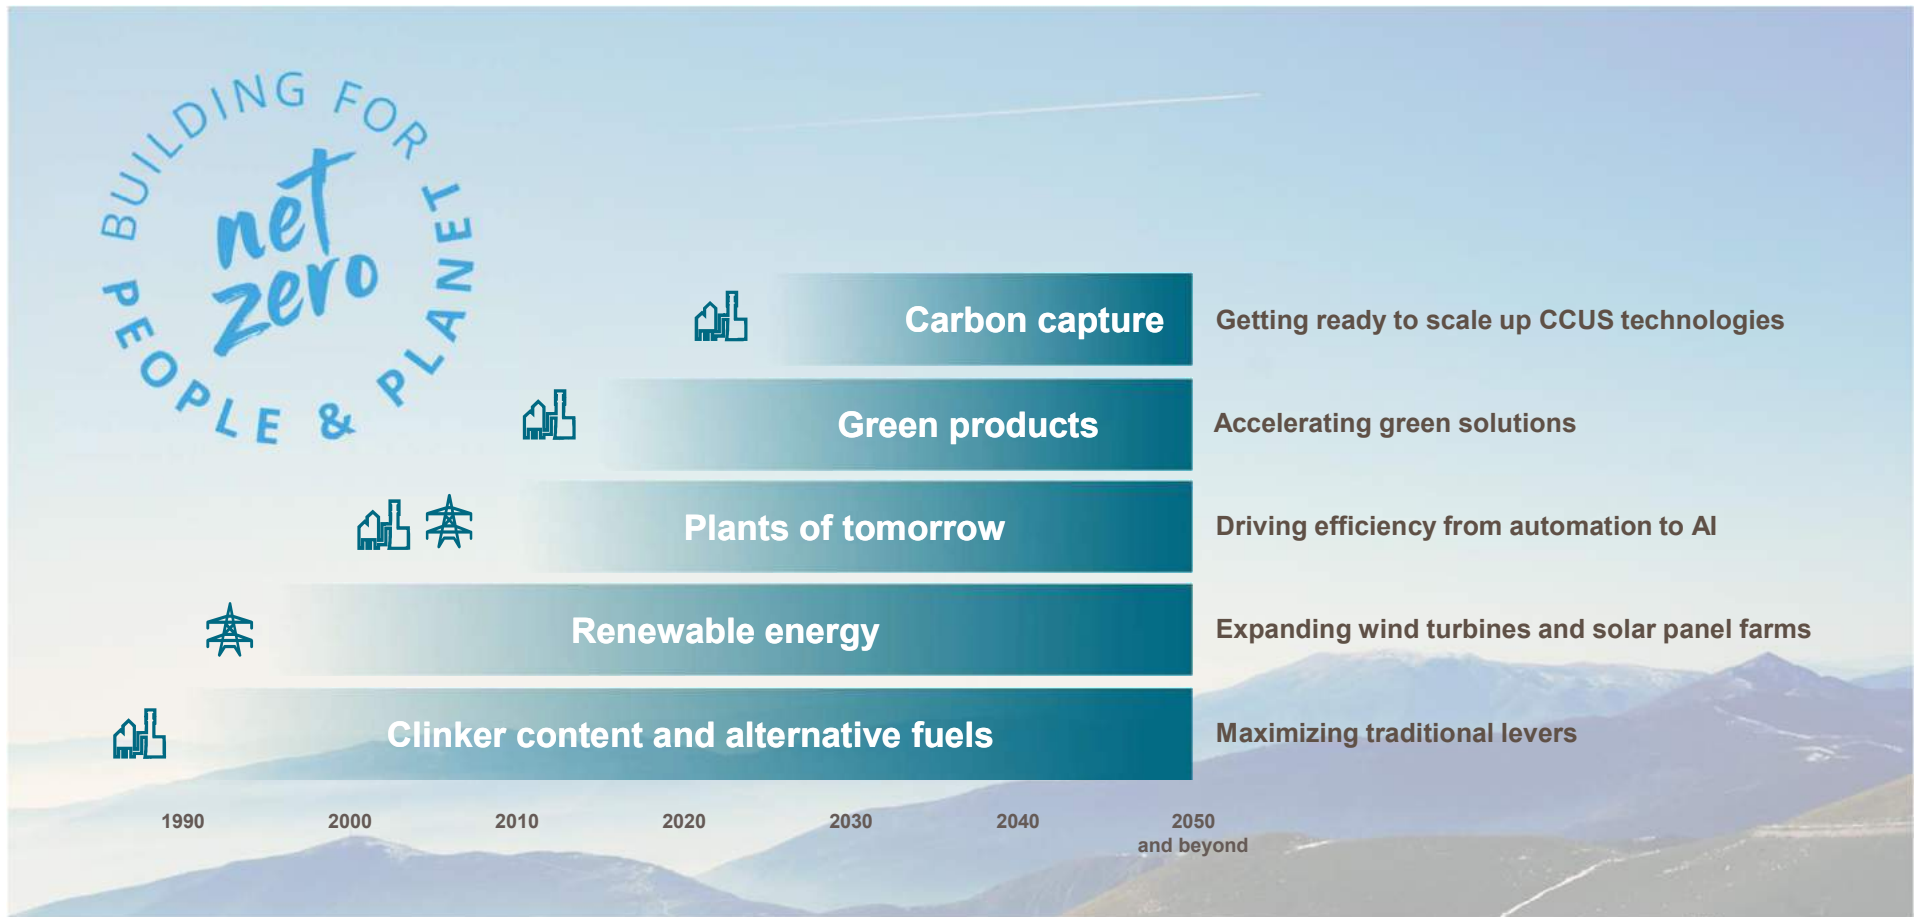 BUILDING FOR
PEOPLE & PLANET
net
zero
Carbon capture
Getting ready to scale up CCUS technologies
Green products
Accelerating green solutions
Plants of tomorrow
Driving efficiency from automation to AI
Renewable energy
Expanding wind turbines and solar panel farms
Clinker content and alternative fuels
Maximizing traditional levers
1990 2000 2010 2020 2030 2040 2050
and beyond